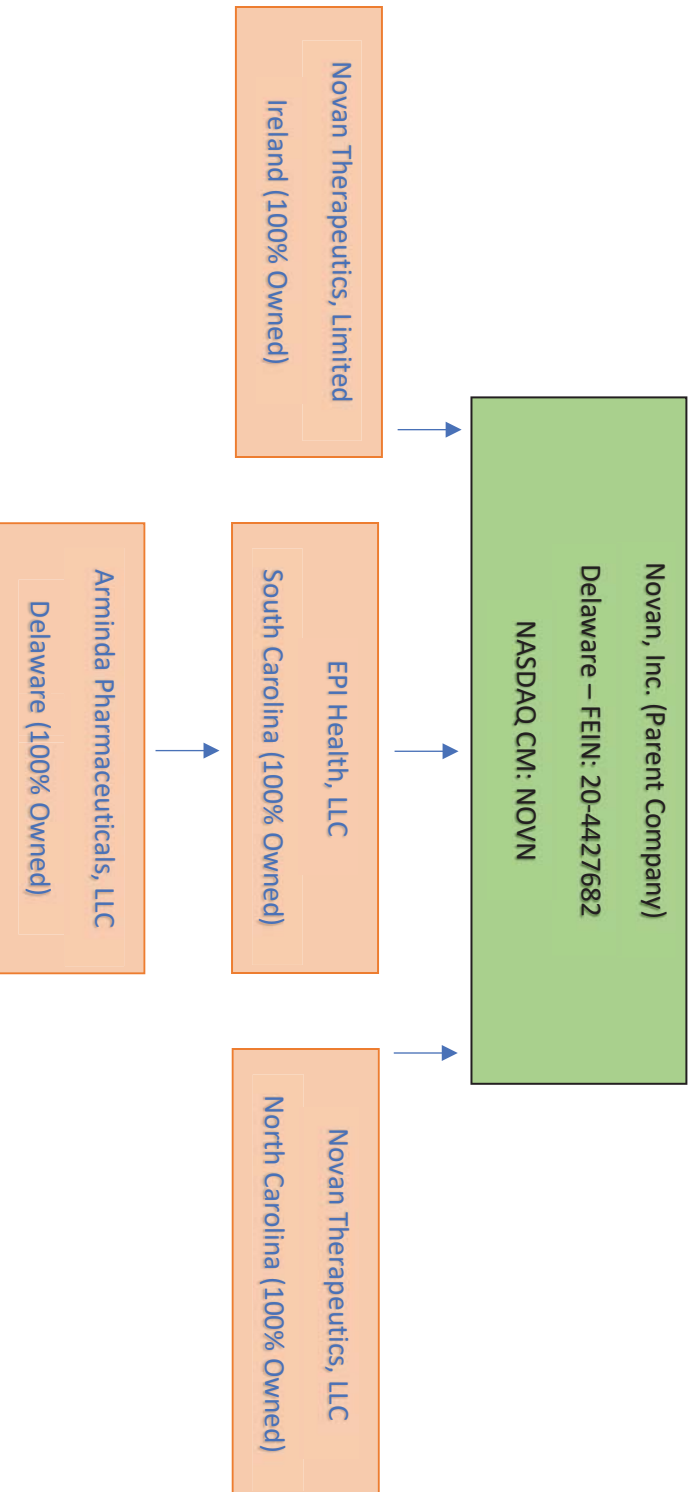 Novan, Inc. (Parent Company)
Delaware – FEIN: 20-4427682
NASDAQ CM: NOVN
Novan Therapeutics, Limited
Ireland (100% Owned)
EPI Health, LLC
South Carolina (100% Owned)
Novan Therapeutics, LLC
North Carolina (100% Owned)
Arminda Pharmaceuticals, LLC
Delaware (100% Owned)